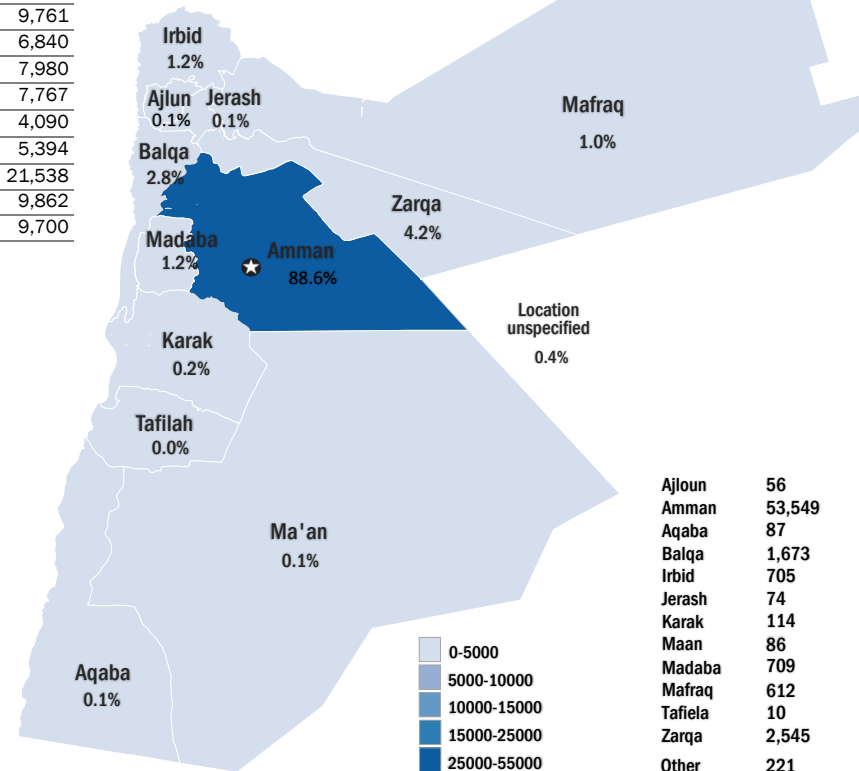 9,761
6,840
7,980
7,767
4,090
5,394
21,538
9,862
9,700
Irbid
1.2%
Ajlun
0.1%
Jerash
0.1%
Mafraq
1.0%
Balqa
2.8%
Zarqa
4.2%
Madaba
1.2%
Amman
88.6%
Location
unspecified
0.4%
Karak
0.2%
Tafilah
0.0%
Ma'an
0.1%
Aqaba
0.1%
0-5000
5000-10000
10000-15000
15000-25000
25000-55000
Ajloun 56
Amman 53,549
Aqaba 87
Balqa 1,673
Irbid 705
Jerash 74
Karak 114
Maan 86
Madaba 709
Mafraq 612
Tafiela 10
Zarqa 2,545
Other 221